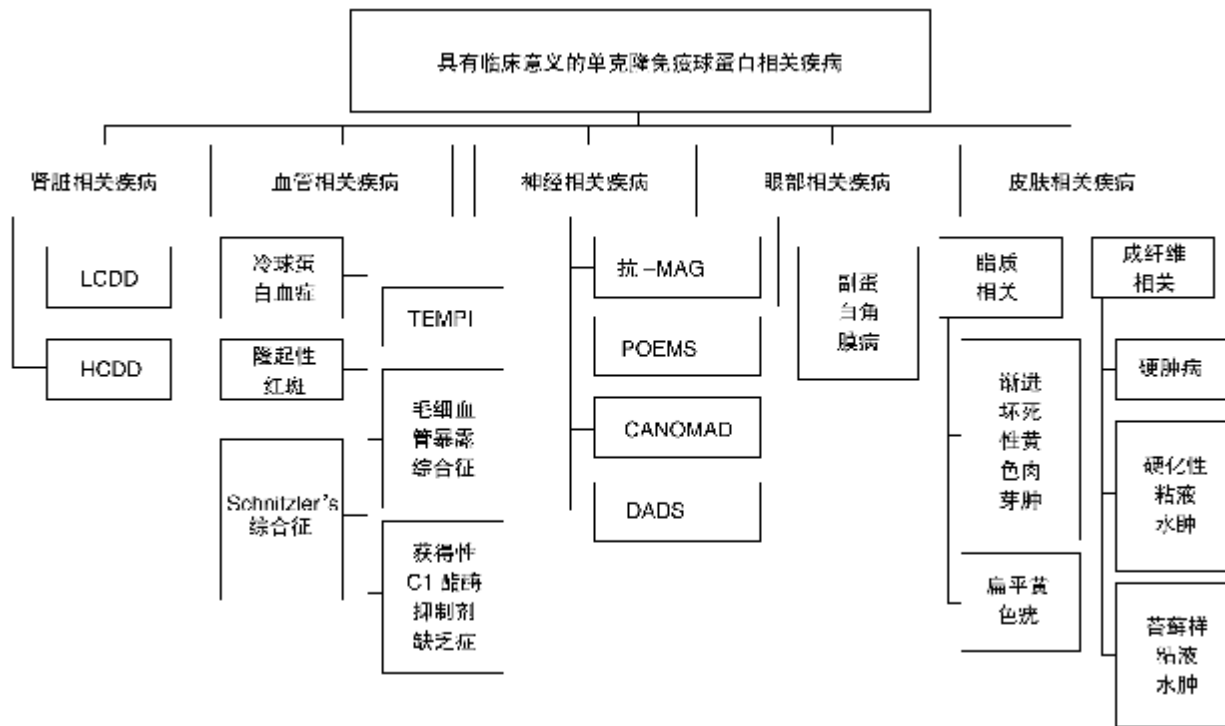 具有临床意义的单克隆免疫球蛋白相关疾病
肾脏相关疾病
血管相关疾病
神经相关疾病
眼部相关疾病
皮肤相关疾病
LCDD
HCDD
冷球蛋
白血症
隆起性
红斑
Schnitzler's
综合征
TEMPI
毛细血
管暴露
综合征
获得性
C1 酯酶
抑制剂
缺乏症
抗-MAG
POEMS
CANOMAD
DADS
副蛋
白角
膜病
脂质
相关
渐进
坏死
性黄
色肉
芽肿
扁平黄
色疣
成纤维
相关
硬肿病
硬化性
粘液
水肿
苔藓样
粘液
水肿